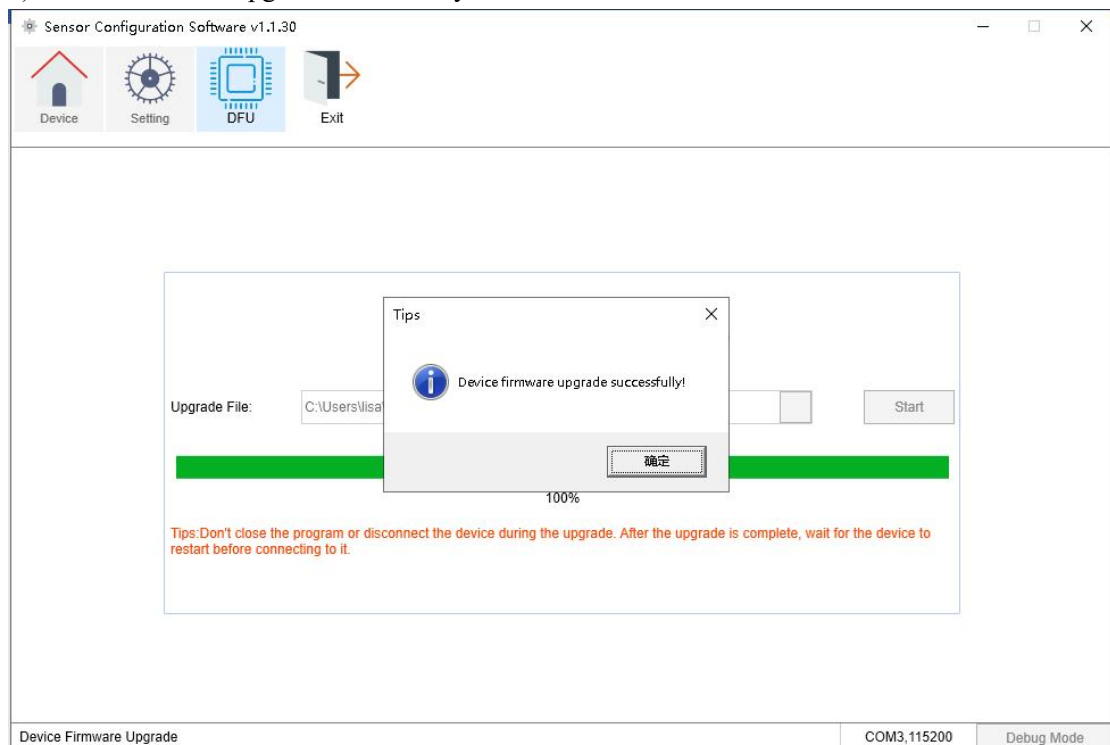 upgrade
Sensor Configuration Software v1.1.30
Device Setting DFU Exit
Tips
Device firmware upgrade successfully!
Upgrade File: C:\Users\lisa\ Start
确定
100%
Tips:Don't close the program or disconnect the device during the upgrade. After the upgrade is complete, wait for the device to
restart before connecting to it.
Device Firmware Upgrade COM3,115200 Debug Mode